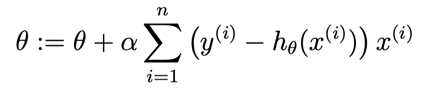 θ := θ + α ∑_{i=1}^{n} (y^{(i)} − h_θ(x^{(i)})) x^{(i)}